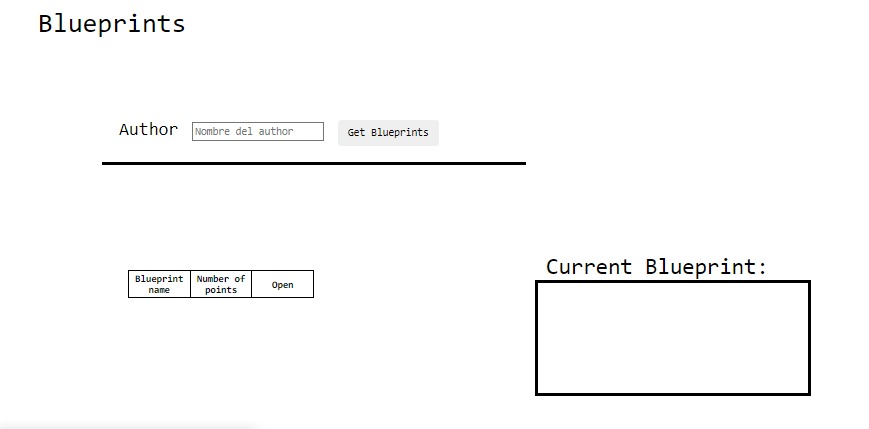 Blueprints
Author Nombre del author Get Blueprints
Blueprint name Number of points Open
Current Blueprint: